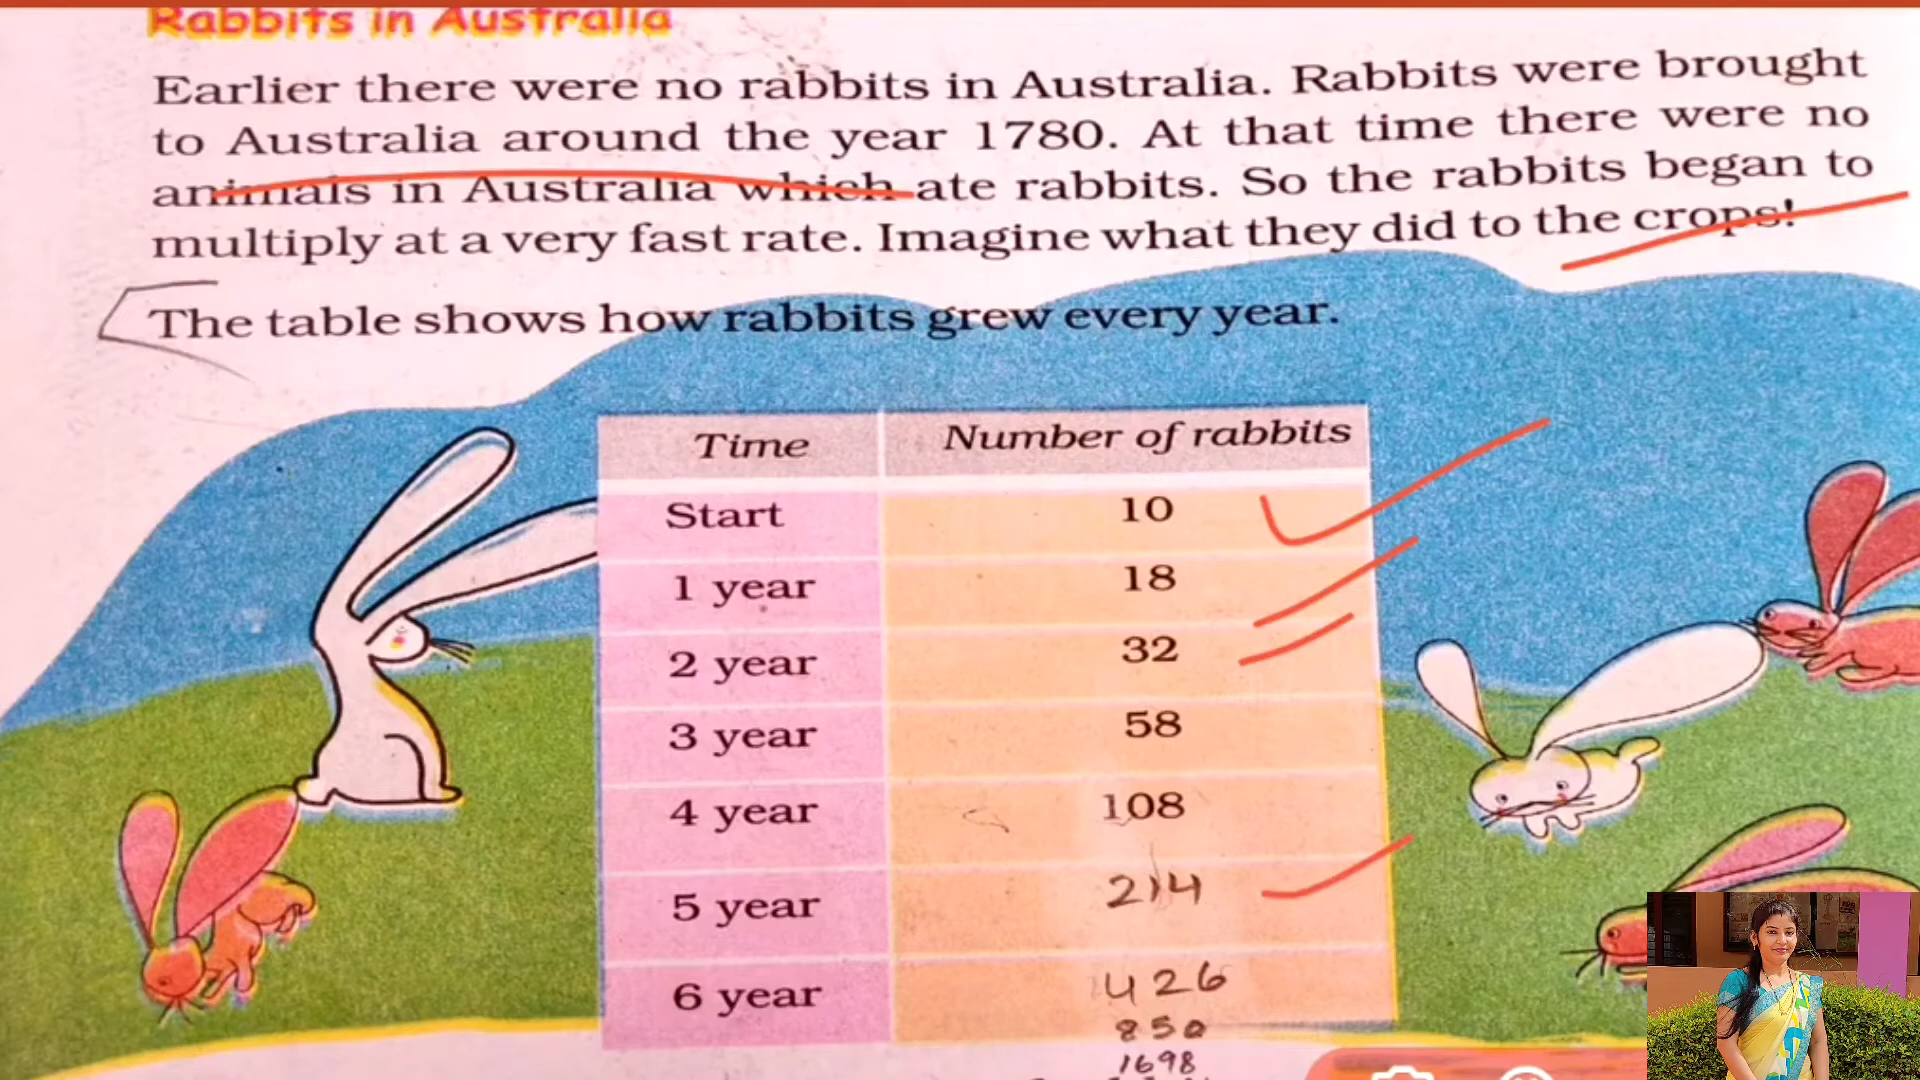 Rabbits in Australia
Earlier there were no rabbits in Australia. Rabbits were brought
to Australia around the year 1780. At that time there were no
animals in Australia which ate rabbits. So the rabbits began to
multiply at a very fast rate. Imagine what they did to the crops!
The table shows how rabbits grew every year.
Time Number of rabbits
Start 10
1 year 18
2 year 32
3 year 58
4 year 108
5 year 214
6 year 426
850
1698